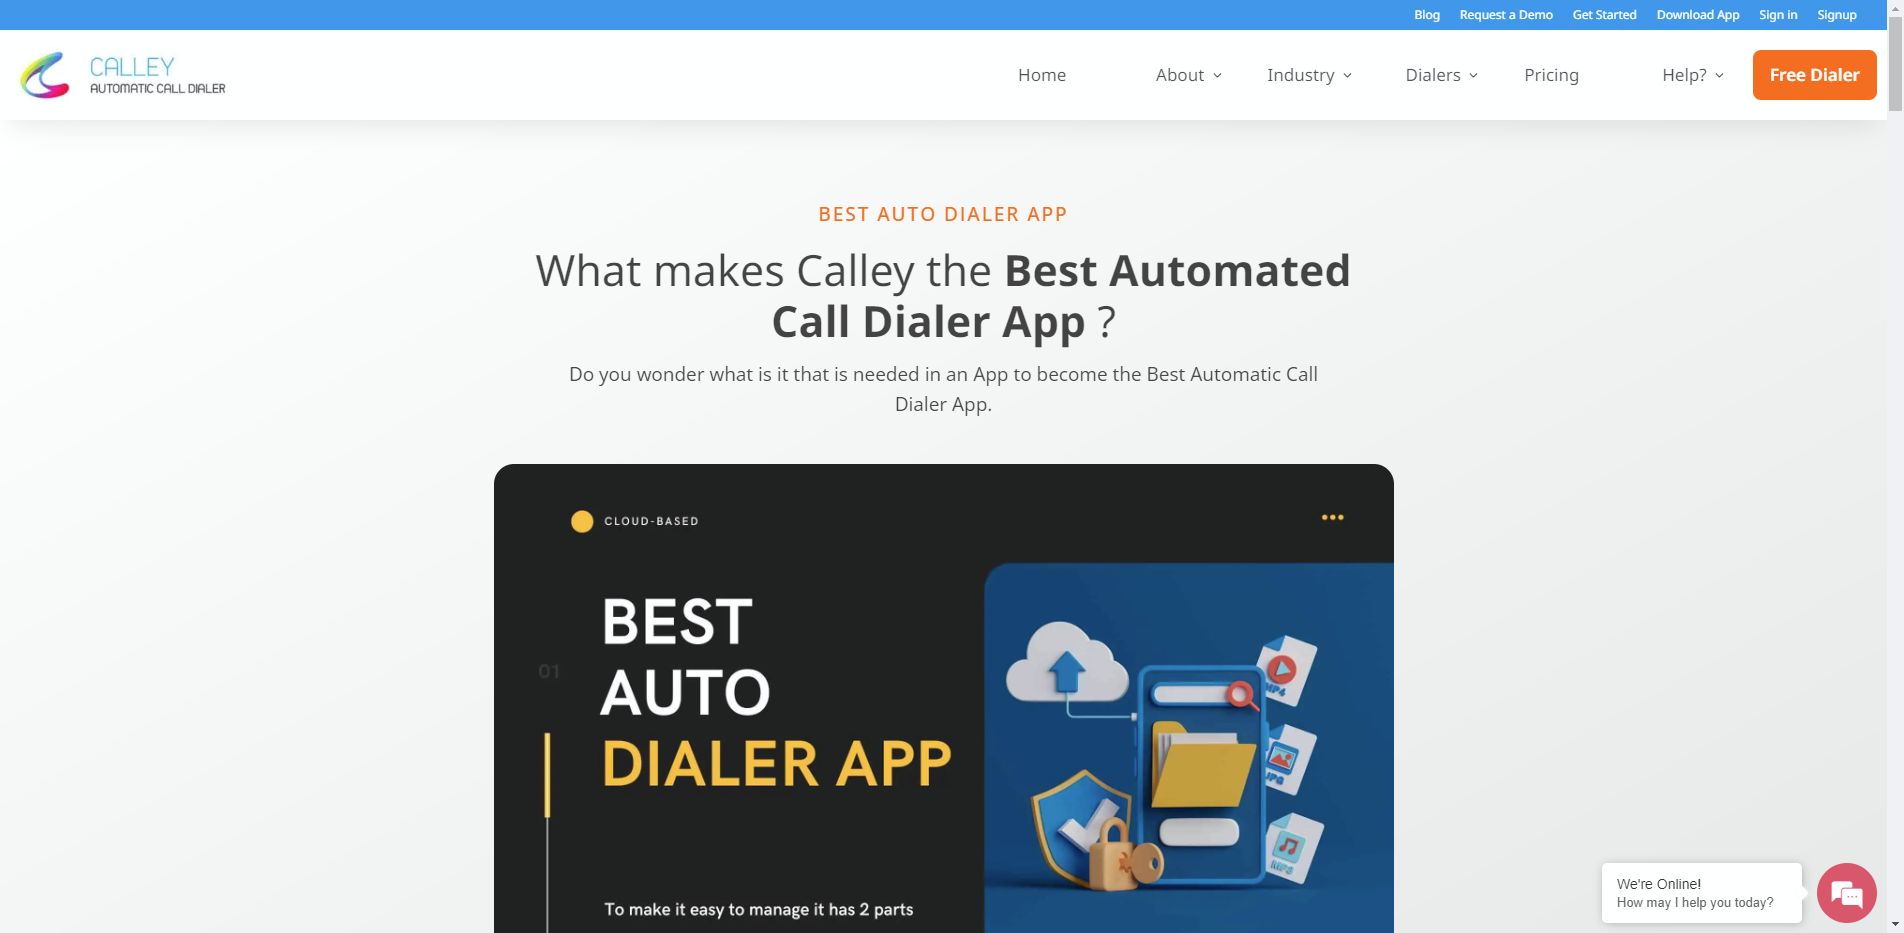 Blog Request a Demo Get Started Download App Sign in Signup
CALLEY
AUTOMATIC CALL DIALER
Home About Industry Dialers Pricing Help? Free Dialer
BEST AUTO DIALER APP
What makes Calley the Best Automated
Call Dialer App ?
Do you wonder what is it that is needed in an App to become the Best Automatic Call
Dialer App.
CLOUD-BASED
BEST
01
AUTO
DIALER APP
MP4
JPG
MP3
To make it easy to manage it has 2 parts
We're Online!
How may I help you today?